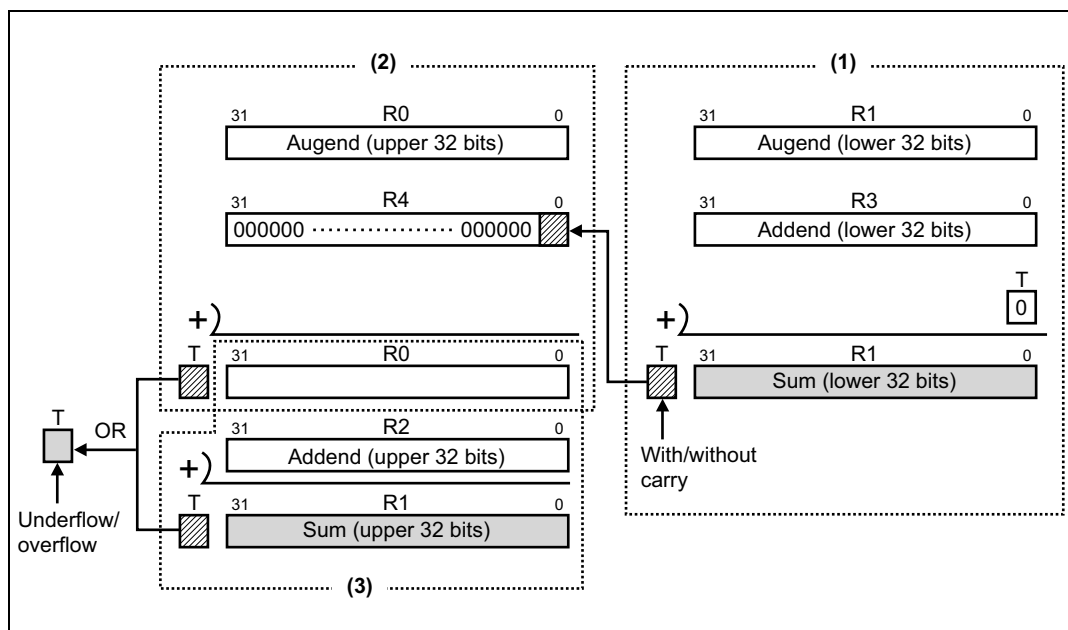 (2)
31 R0 0
Augend (upper 32 bits)
31 R4 0
000000 ····················· 000000
+
T 31 R0 0
31 R2 0
Addend (upper 32 bits)
+
T 31 R1 0
Sum (upper 32 bits)
(3)
T
OR
Underflow/
overflow
(1)
31 R1 0
Augend (lower 32 bits)
31 R3 0
Addend (lower 32 bits)
T
0
+
T 31 R1 0
Sum (lower 32 bits)
With/without
carry